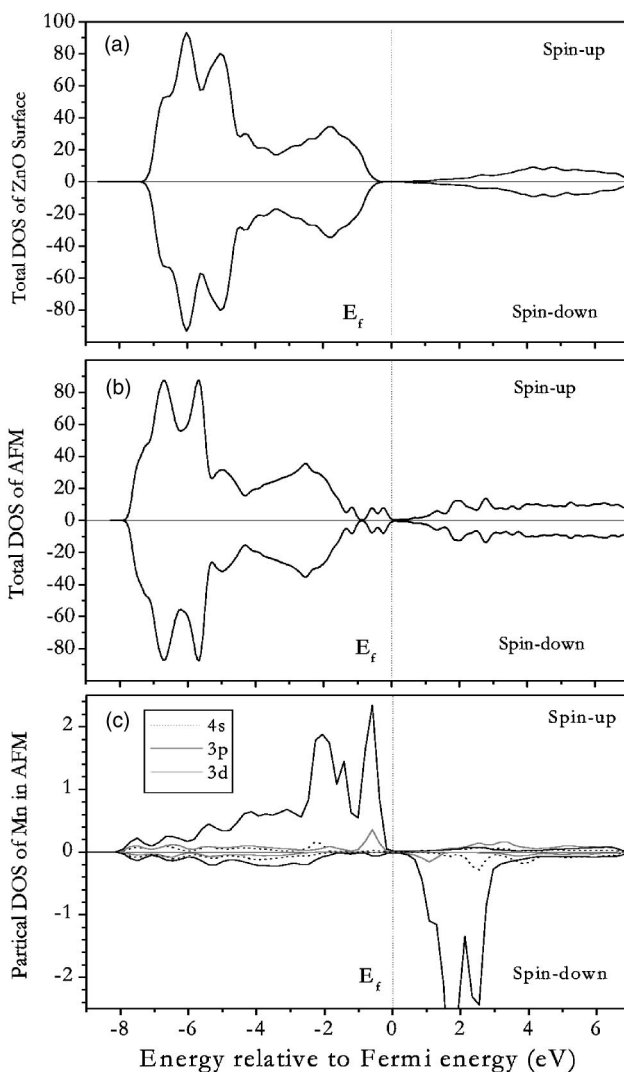 (a)
Spin-up
Total DOS of ZnO Surface
100
80
60
40
20
0
-20
-40
-60
-80
E_f
Spin-down
(b)
Spin-up
Total DOS of AFM
80
60
40
20
0
-20
-40
-60
-80
E_f
Spin-down
(c)
4s
3p
3d
Spin-up
Partical DOS of Mn in AFM
2
1
0
-1
-2
E_f
Spin-down
-8 -6 -4 -2 0 2 4 6
Energy relative to Fermi energy (eV)